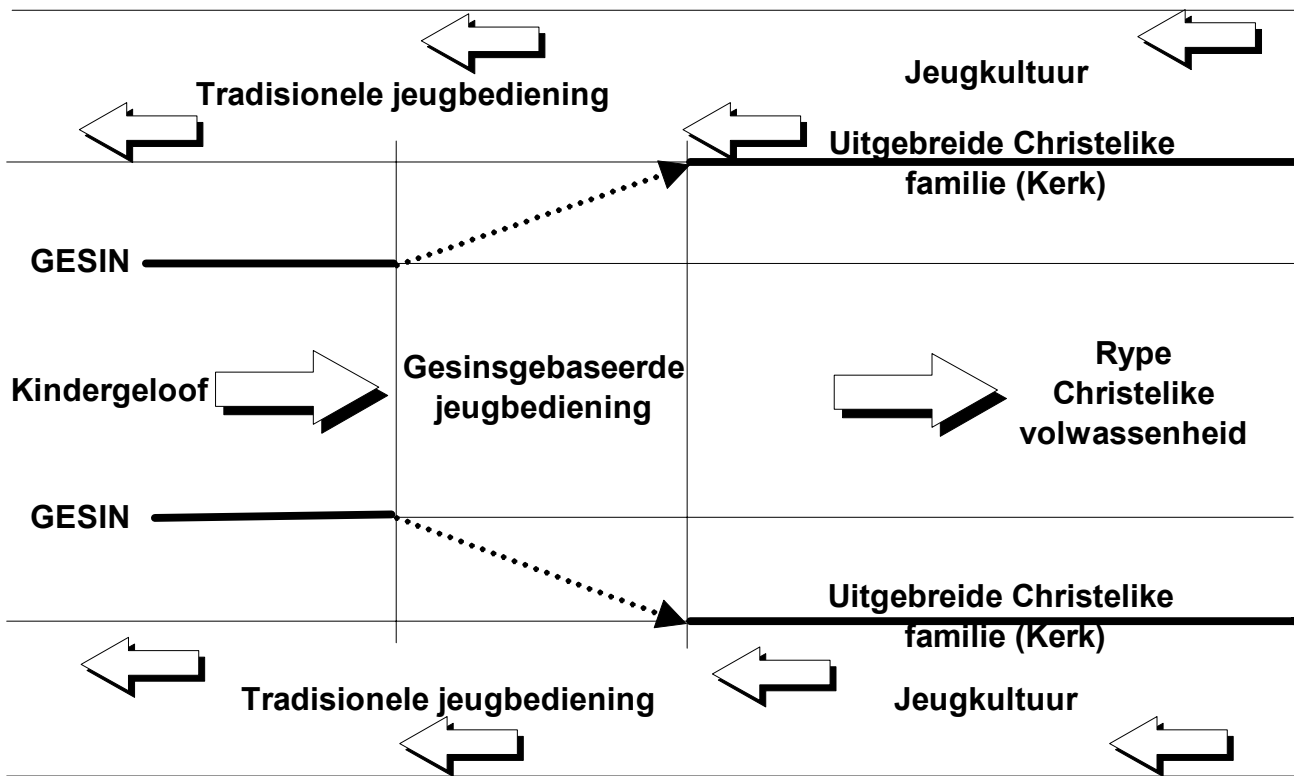 Jeugkultuur
Tradisionele jeugbediening
Uitgebreide Christelike
familie (Kerk)
GESIN
Kindergeloof
Gesinsgebaseerde
jeugbediening
Rype
Christelike
volwassenheid
GESIN
Uitgebreide Christelike
familie (Kerk)
Tradisionele jeugbediening
Jeugkultuur